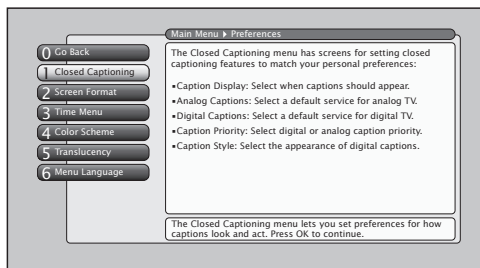 Main Menu ▶ Preferences
0 Go Back
1 Closed Captioning
2 Screen Format
3 Time Menu
4 Color Scheme
5 Translucency
6 Menu Language
The Closed Captioning menu has screens for setting closed
captioning features to match your personal preferences:
▪Caption Display: Select when captions should appear.
▪Analog Captions: Select a default service for analog TV.
▪Digital Captions: Select a default service for digital TV.
▪Caption Priority: Select digital or analog caption priority.
▪Caption Style: Select the appearance of digital captions.
The Closed Captioning menu lets you set preferences for how
captions look and act. Press OK to continue.